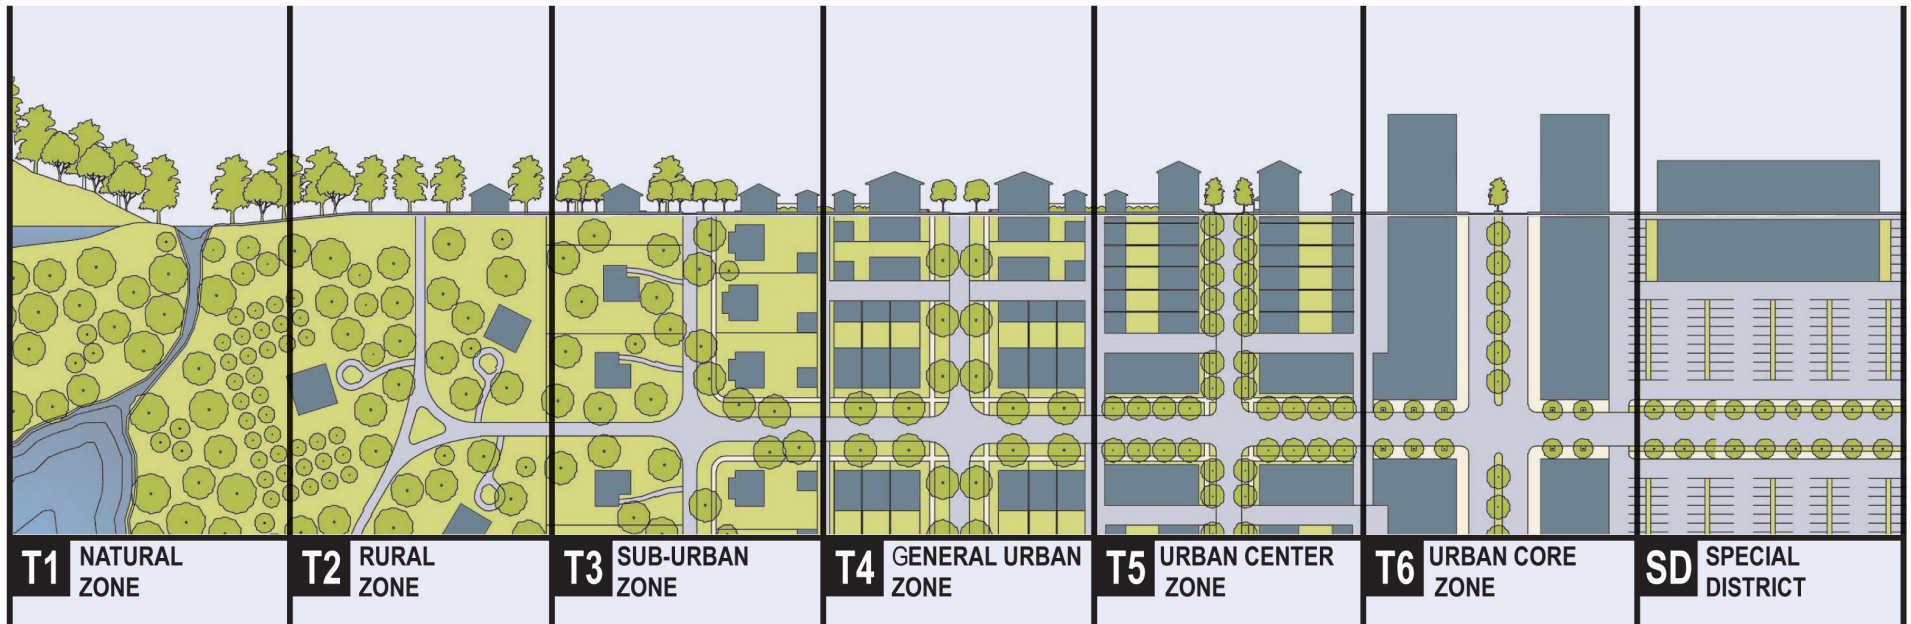 T1 NATURAL
ZONE
T2 RURAL
ZONE
T3 SUB-URBAN
ZONE
T4 GENERAL URBAN
ZONE
T5 URBAN CENTER
ZONE
T6 URBAN CORE
ZONE
SD SPECIAL
DISTRICT